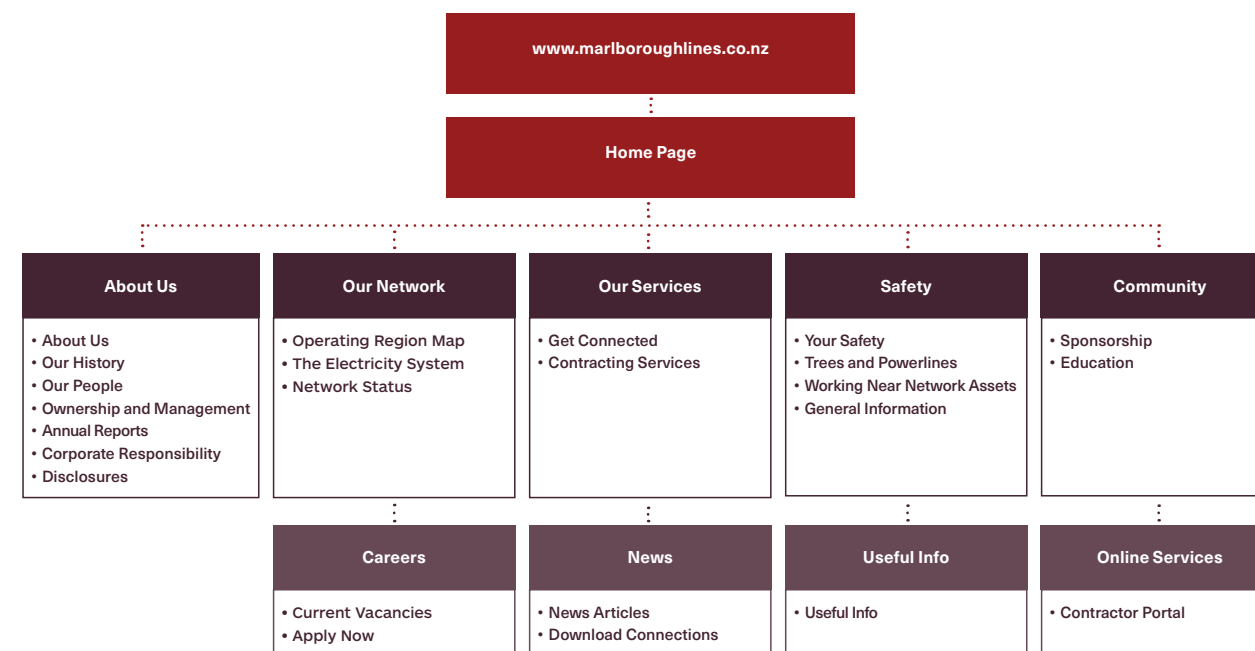 www.marlboroughlines.co.nz
Home Page
About Us
• About Us
• Our History
• Our People
• Ownership and Management
• Annual Reports
• Corporate Responsibility
• Disclosures
Our Network
• Operating Region Map
• The Electricity System
• Network Status
Our Services
• Get Connected
• Contracting Services
Safety
• Your Safety
• Trees and Powerlines
• Working Near Network Assets
• General Information
Community
• Sponsorship
• Education
Careers
• Current Vacancies
• Apply Now
News
• News Articles
• Download Connections
Useful Info
• Useful Info
Online Services
• Contractor Portal